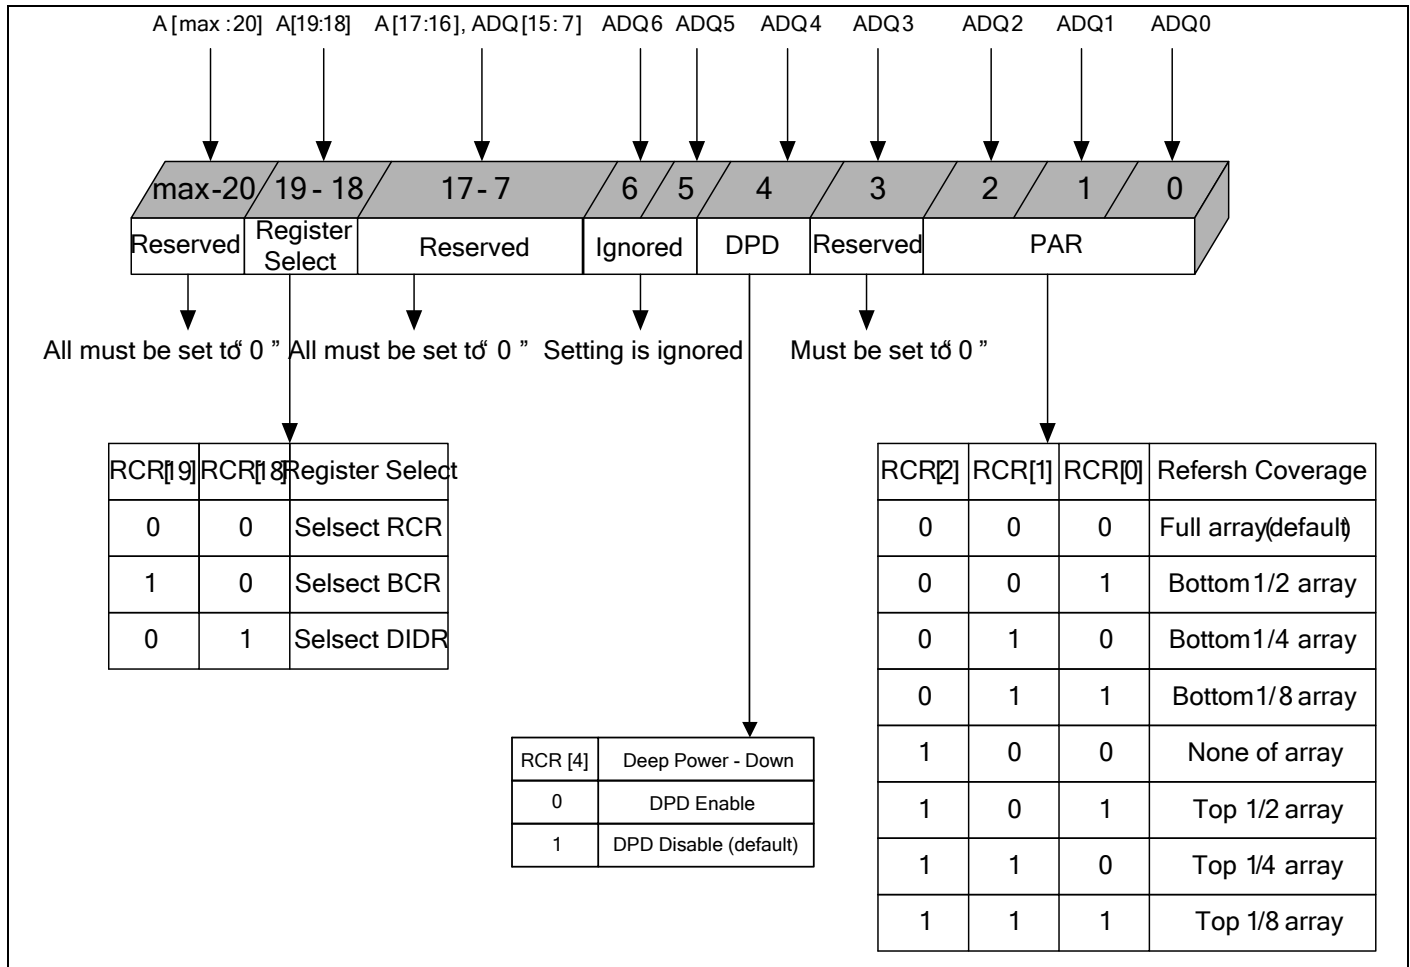 A[max :20] A[19:18] A[17:16], ADQ[15: 7] ADQ6 ADQ5 ADQ4 ADQ3 ADQ2 ADQ1 ADQ0
max-20 19 - 18 17 - 7 6 5 4 3 2 1 0
Reserved Register Select Reserved Ignored DPD Reserved PAR
All must be set to“ 0 ” All must be set to“ 0 ” Setting is ignored Must be set to“ 0 ”
RCR[19] RCR[18] Register Select
0 0 Selsect RCR
1 0 Selsect BCR
0 1 Selsect DIDR
RCR [4] Deep Power - Down
0 DPD Enable
1 DPD Disable (default)
RCR[2] RCR[1] RCR[0] Refersh Coverage
0 0 0 Full array(default)
0 0 1 Bottom 1/2 array
0 1 0 Bottom 1/4 array
0 1 1 Bottom 1/8 array
1 0 0 None of array
1 0 1 Top 1/2 array
1 1 0 Top 1/4 array
1 1 1 Top 1/8 array